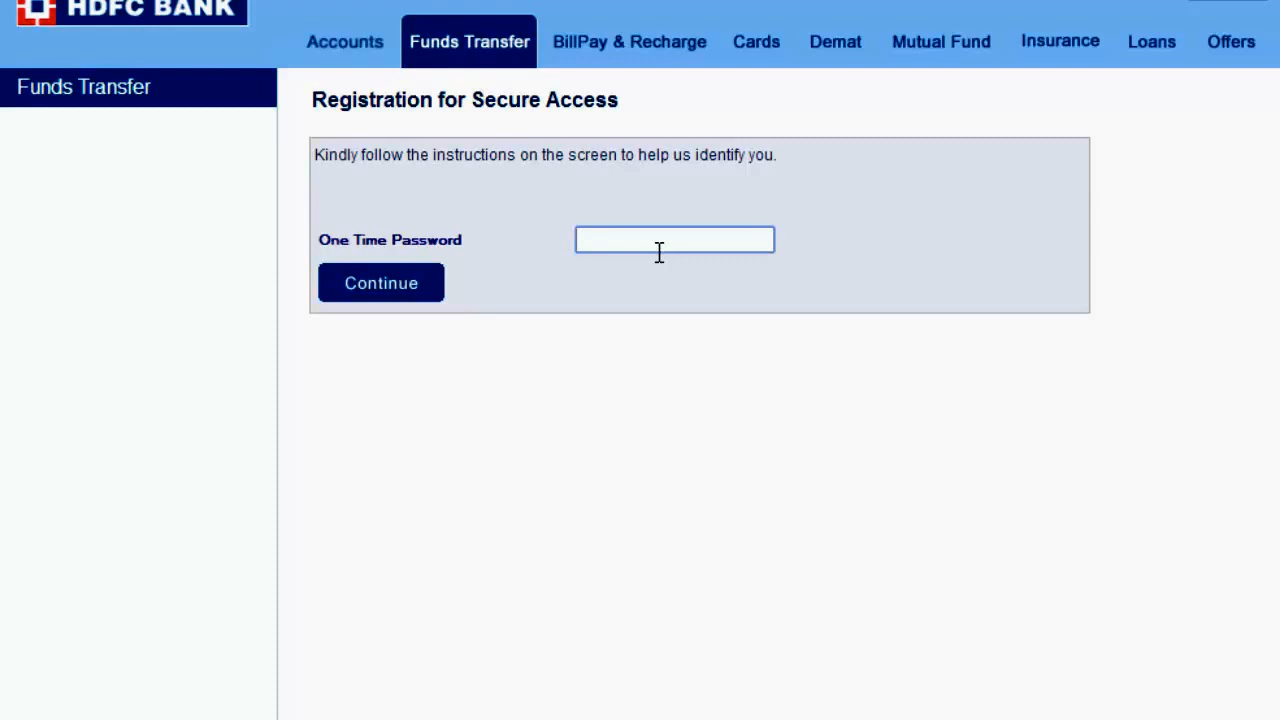 HDFC BANK
Accounts Funds Transfer BillPay & Recharge Cards Demat Mutual Fund Insurance Loans Offers
Funds Transfer
Registration for Secure Access
Kindly follow the instructions on the screen to help us identify you.
One Time Password
Continue